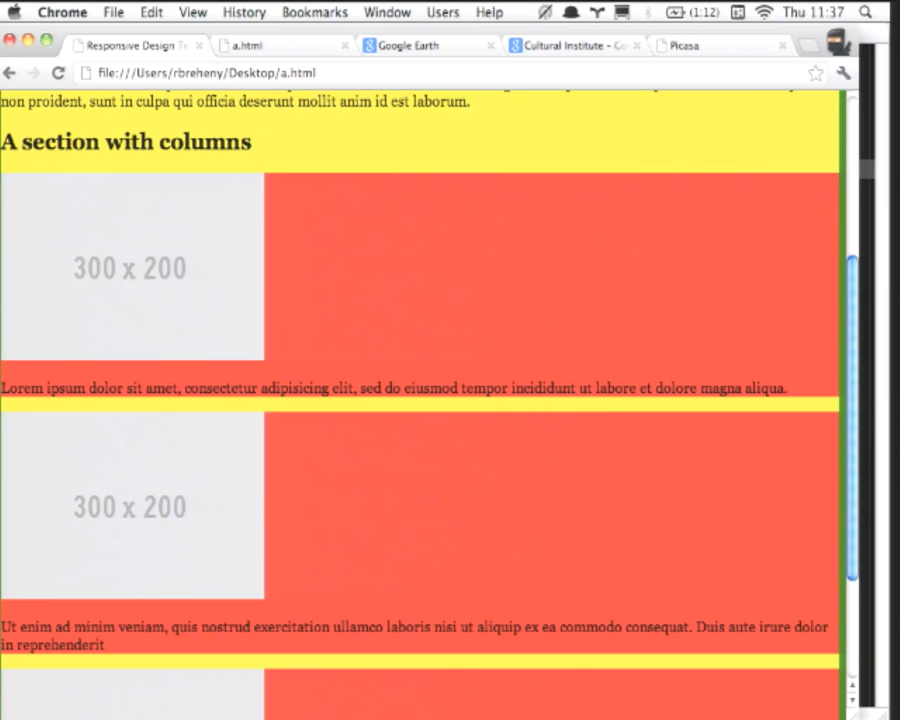 Chrome File Edit View History Bookmarks Window Users Help (1:12) Thu 11:37
Responsive Design Te a.html Google Earth Cultural Institute - Go Picasa
file:///Users/rbreheny/Desktop/a.html
non proident, sunt in culpa qui officia deserunt mollit anim id est laborum.
A section with columns
300 x 200
Lorem ipsum dolor sit amet, consectetur adipisicing elit, sed do eiusmod tempor incididunt ut labore et dolore magna aliqua.
300 x 200
Ut enim ad minim veniam, quis nostrud exercitation ullamco laboris nisi ut aliquip ex ea commodo consequat. Duis aute irure dolor
in reprehenderit